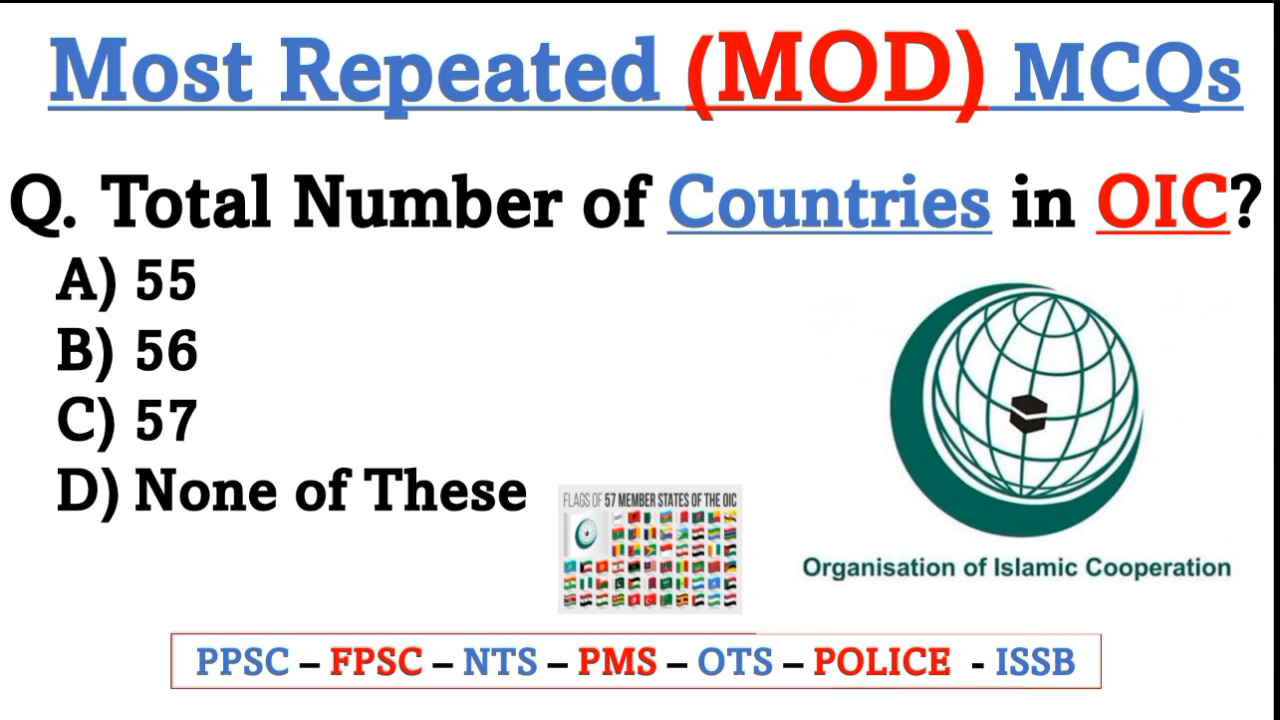 Most Repeated (MOD) MCQs
Q. Total Number of Countries in OIC?
A) 55
B) 56
C) 57
D) None of These
FLAGS OF 57 MEMBER STATES OF THE OIC
Organisation of Islamic Cooperation
PPSC – FPSC – NTS – PMS – OTS – POLICE - ISSB